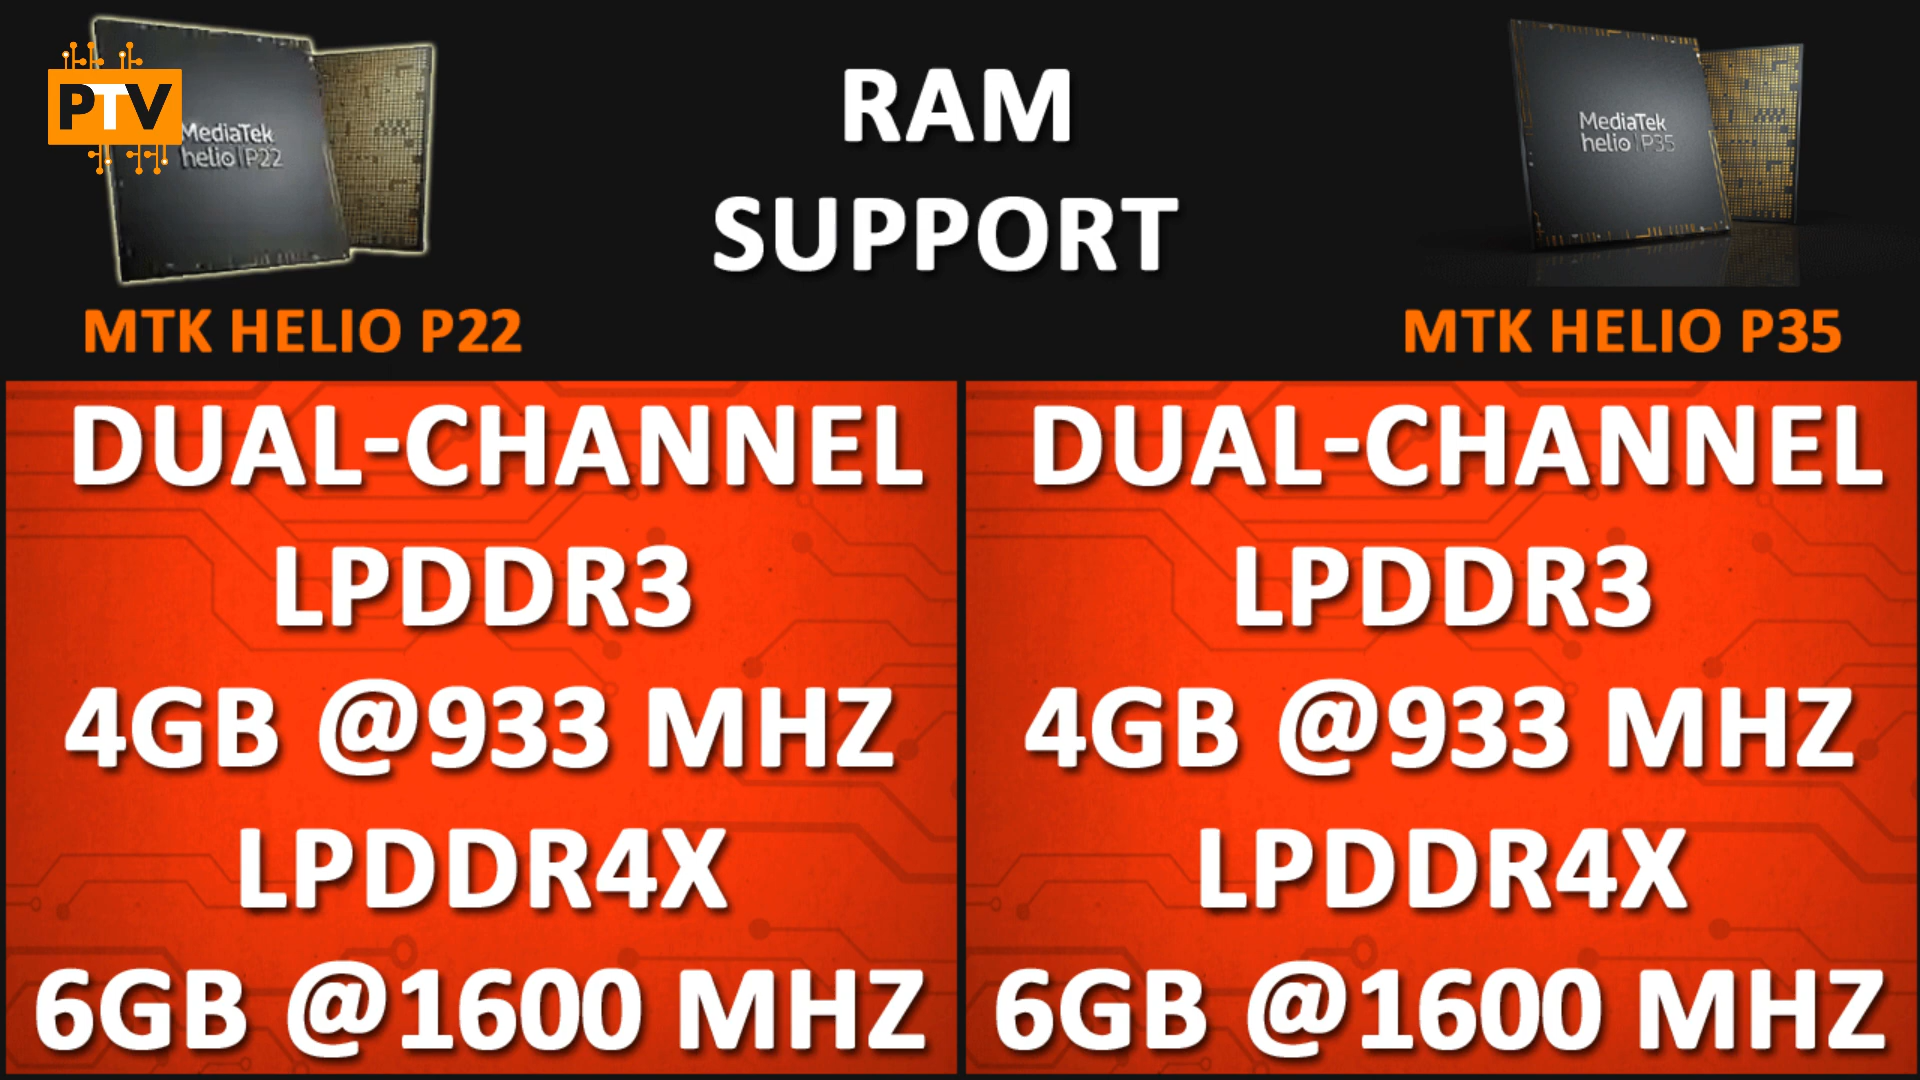 PTV
MediaTek
helio P22
RAM
SUPPORT
MediaTek
helio P35
MTK HELIO P22
MTK HELIO P35
DUAL-CHANNEL
LPDDR3
4GB @933 MHZ
LPDDR4X
6GB @1600 MHZ
DUAL-CHANNEL
LPDDR3
4GB @933 MHZ
LPDDR4X
6GB @1600 MHZ